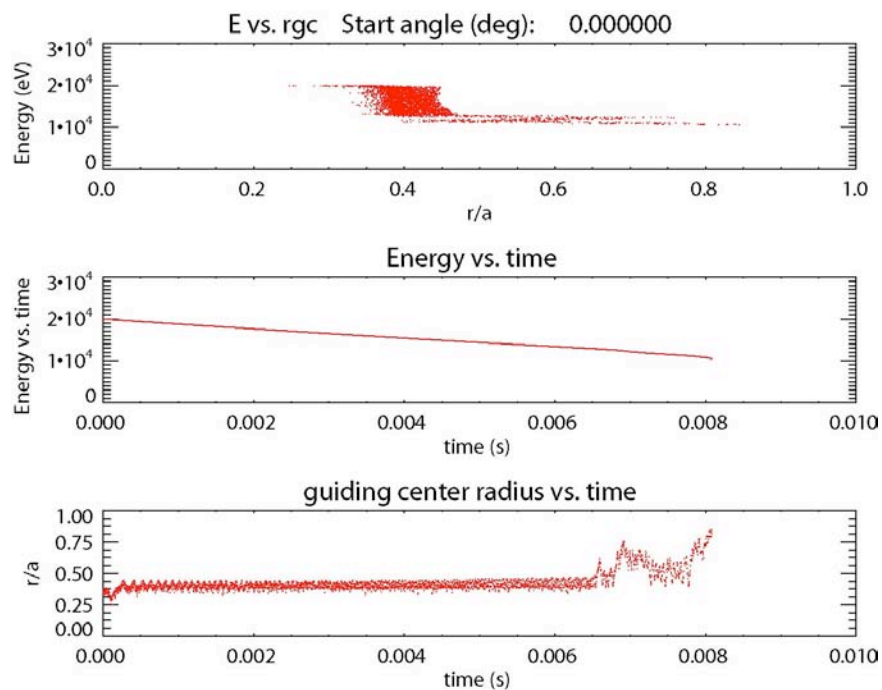 E vs. rgc Start angle (deg): 0.000000
3•10⁴
2•10⁴
1•10⁴
0
Energy (eV)
0.0 0.2 0.4 0.6 0.8 1.0
r/a
Energy vs. time
3•10⁴
2•10⁴
1•10⁴
0
Energy vs. time
0.000 0.002 0.004 0.006 0.008 0.010
time (s)
guiding center radius vs. time
1.00
0.75
0.50
0.25
0.00
r/a
0.000 0.002 0.004 0.006 0.008 0.010
time (s)